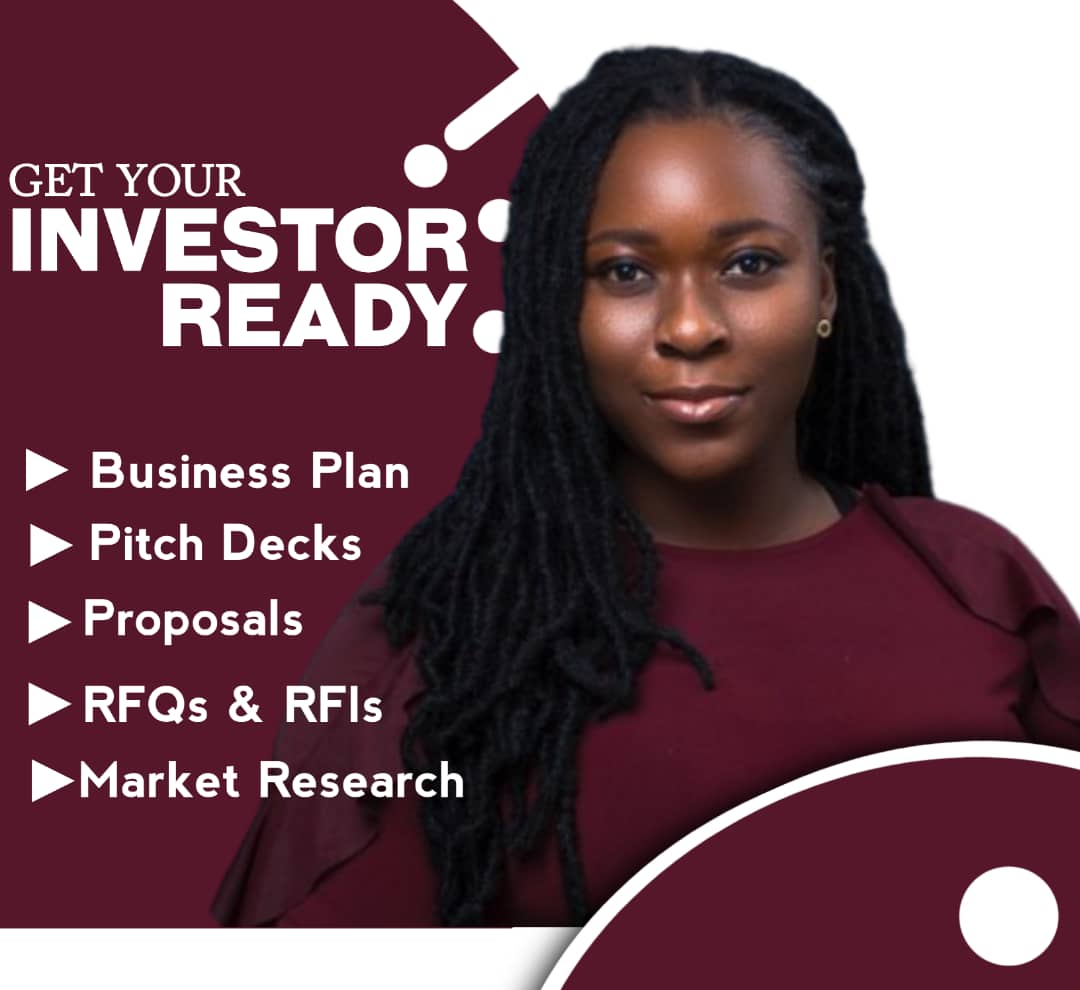 GET YOUR
INVESTOR
READY
Business Plan
Pitch Decks
Proposals
RFQs & RFIs
Market Research